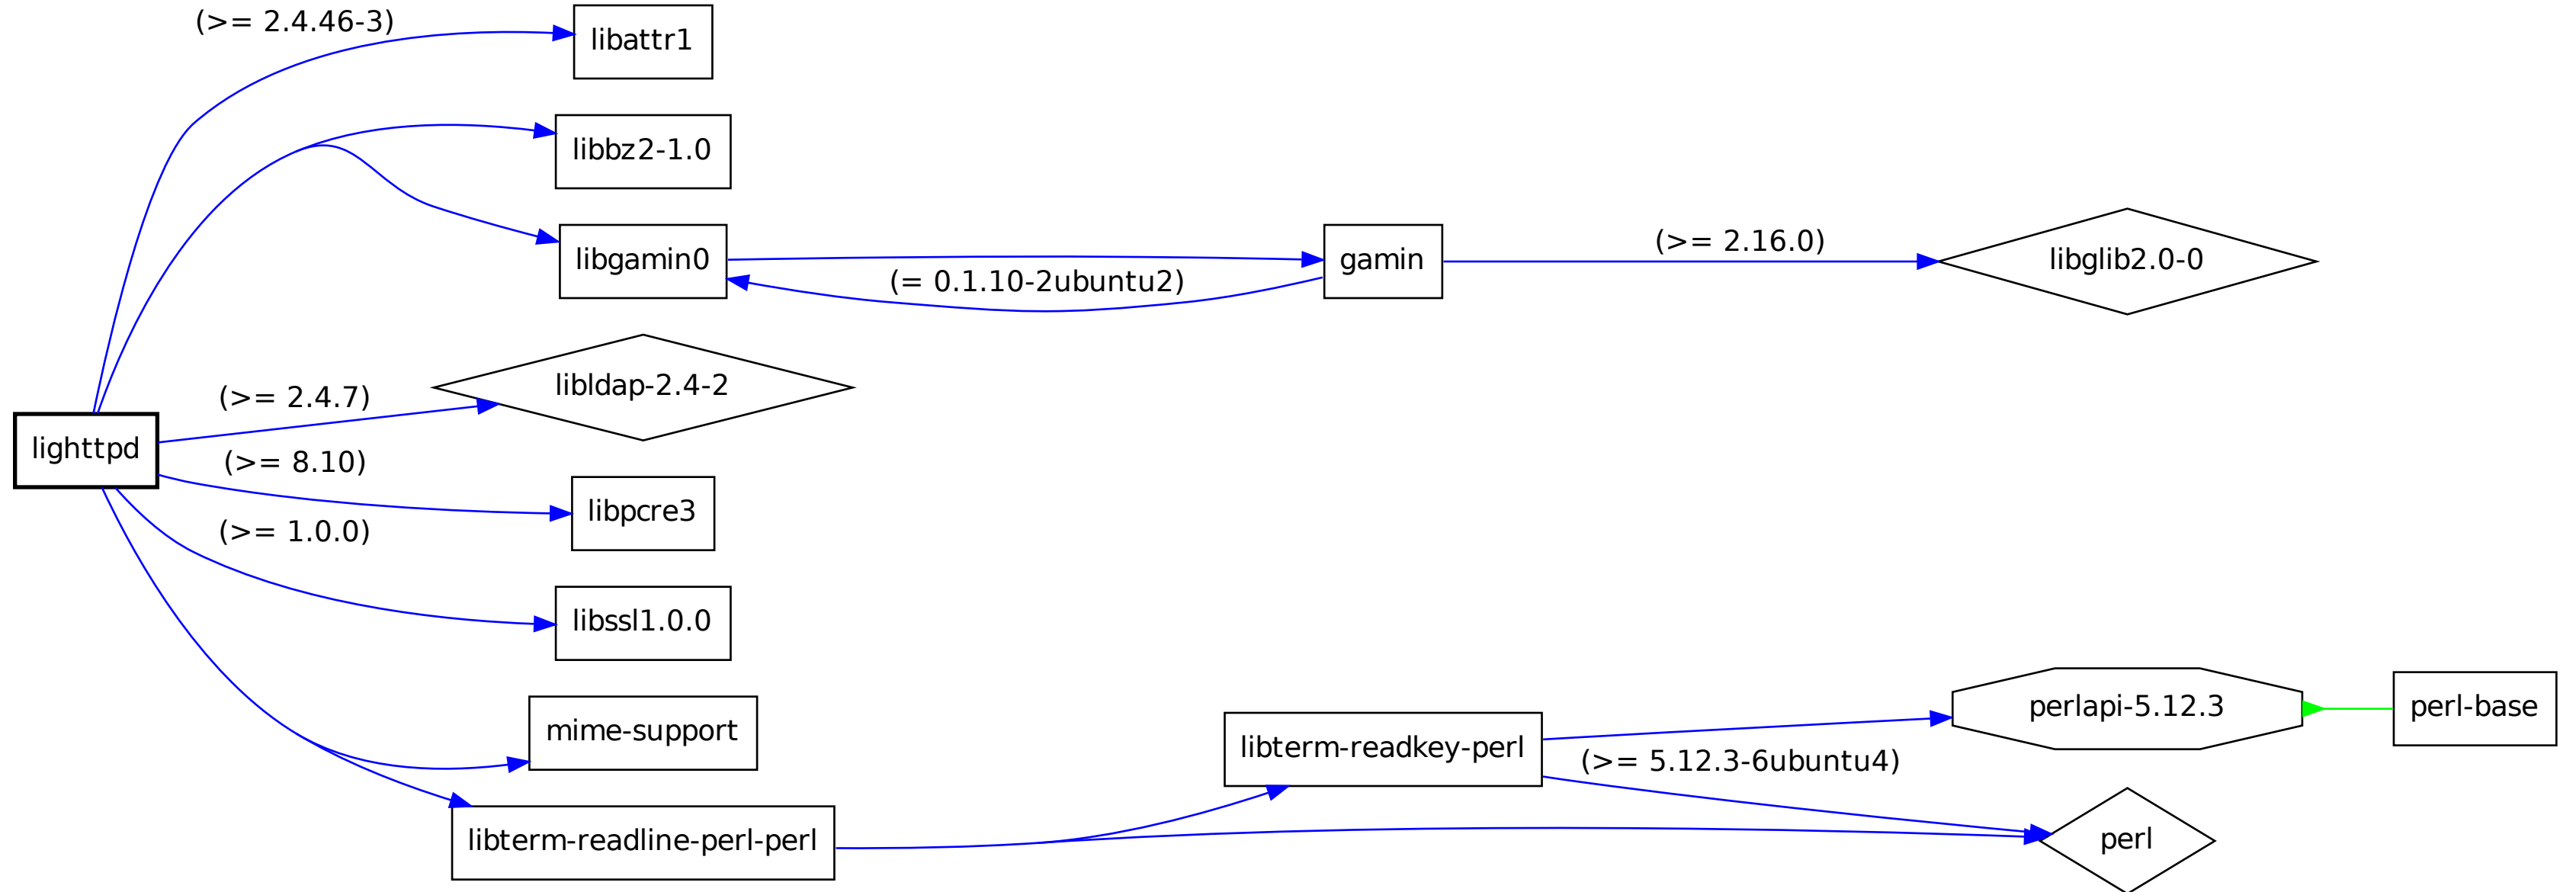 (>= 2.4.46-3)
libattr1
libbz2-1.0
libgamin0
(= 0.1.10-2ubuntu2)
gamin
(>= 2.16.0)
libglib2.0-0
lighttpd
(>= 2.4.7)
libldap-2.4-2
(>= 8.10)
libpcre3
(>= 1.0.0)
libssl1.0.0
mime-support
libterm-readline-perl-perl
libterm-readkey-perl
perlapi-5.12.3
perl-base
(>= 5.12.3-6ubuntu4)
perl